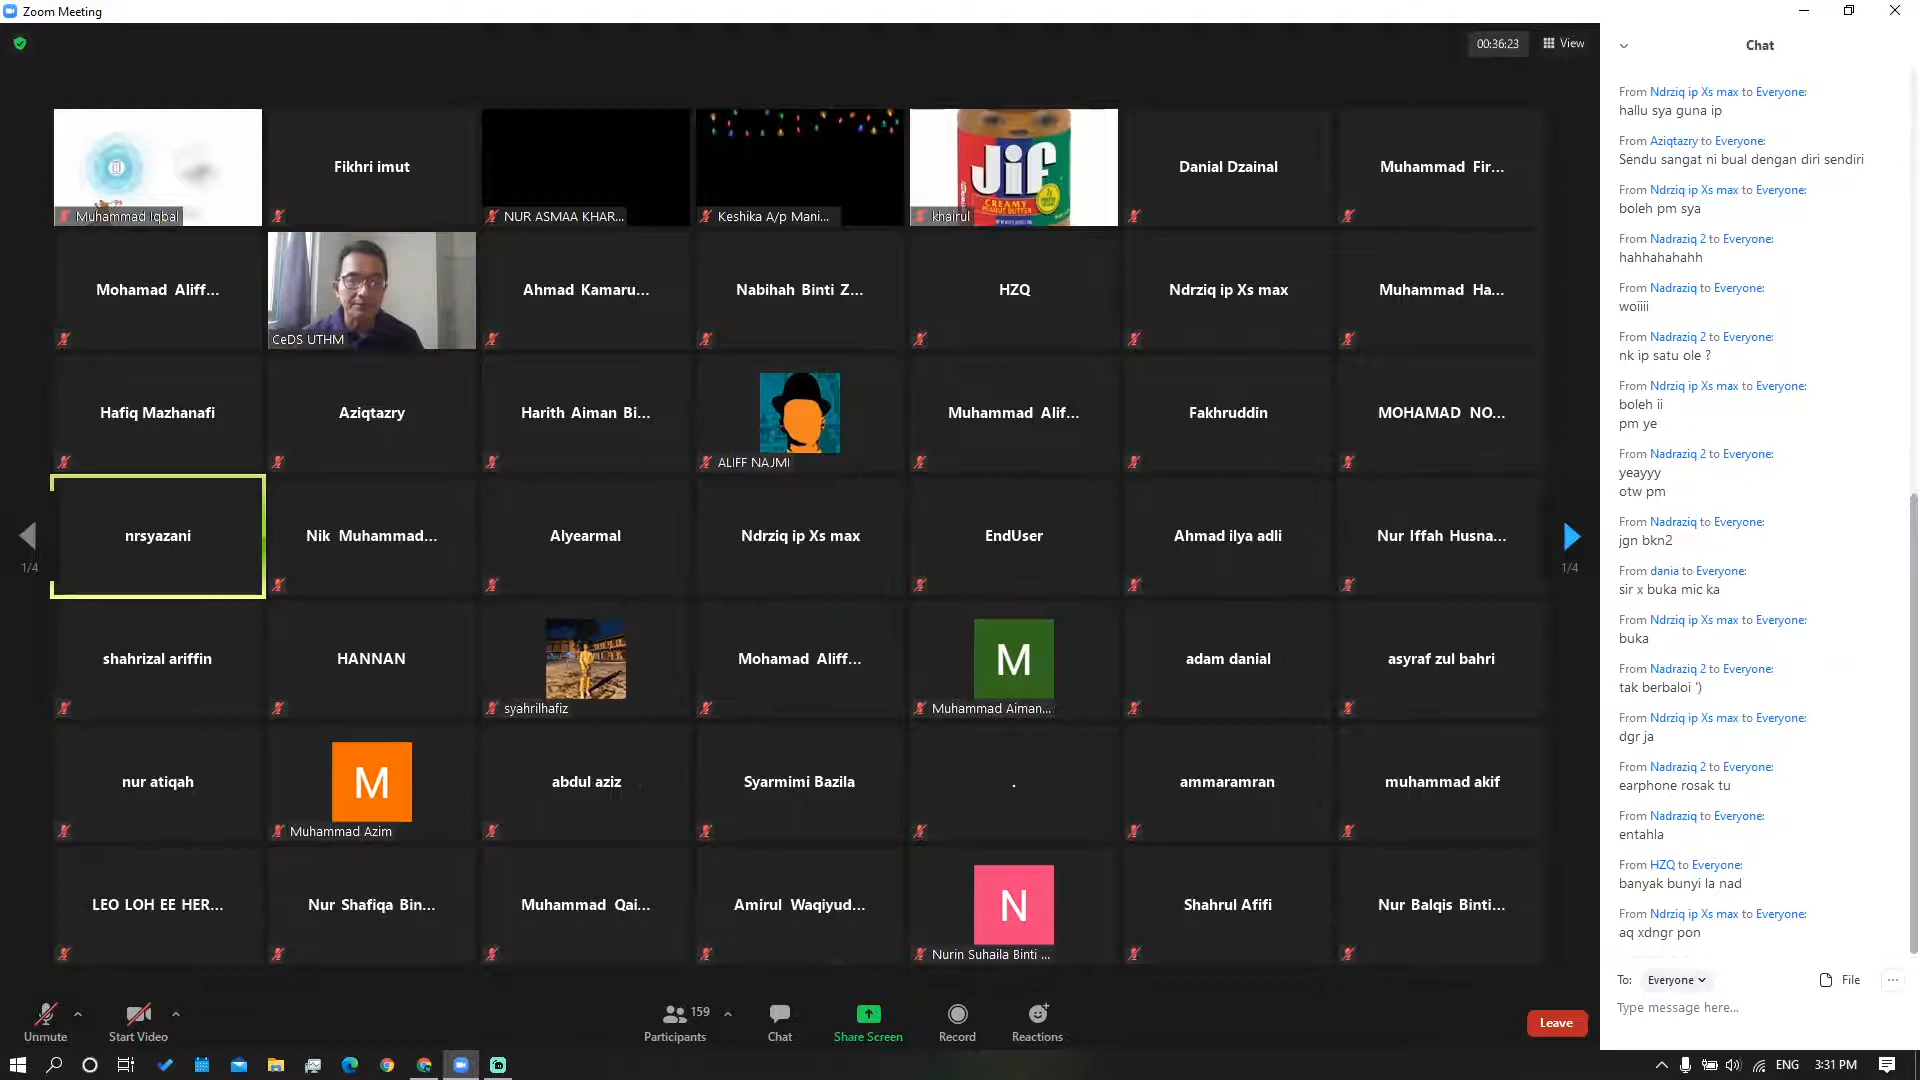 Zoom Meeting
00:36:23
View
Chat
Muhammad Iqbal
Fikhri imut
NUR ASMAA KHAR...
Keshika A/p Mani...
Jif
CREAMY
khairul
Danial Dzainal
Muhammad Fir...
Mohamad Aliff...
CeDS UTHM
Ahmad Kamaru...
Nabihah Binti Z...
HZQ
Ndrziq ip Xs max
Muhammad Ha...
Hafiq Mazhanafi
Aziqtazry
Harith Aiman Bi...
ALIFF NAJMI
Muhammad Alif...
Fakhruddin
MOHAMAD NO...
nrsyazani
Nik Muhammad...
Alyearmal
Ndrziq ip Xs max
EndUser
Ahmad ilya adli
Nur Iffah Husna...
1/4
1/4
shahrizal ariffin
HANNAN
syahrilhafiz
Mohamad Aliff...
M
Muhammad Aiman...
adam danial
asyraf zul bahri
nur atiqah
M
Muhammad Azim
abdul aziz
Syarmimi Bazila
.
ammaramran
muhammad akif
LEO LOH EE HER...
Nur Shafiqa Bin...
Muhammad Qai...
Amirul Waqiyud...
N
Nurin Suhaila Binti ...
Shahrul Afifi
Nur Balqis Binti...
From Ndrziq ip Xs max to Everyone:
hallu sya guna ip
From Aziqtazry to Everyone:
Sendu sangat ni bual dengan diri sendiri
From Ndrziq ip Xs max to Everyone:
boleh pm sya
From Nadraziq 2 to Everyone:
hahhahahahh
From Nadraziq to Everyone:
woiiii
From Nadraziq 2 to Everyone:
nk ip satu ole ?
From Ndrziq ip Xs max to Everyone:
boleh ii
pm ye
From Nadraziq 2 to Everyone:
yeayyy
otw pm
From Nadraziq to Everyone:
jgn bkn2
From dania to Everyone:
sir x buka mic ka
From Ndrziq ip Xs max to Everyone:
buka
From Nadraziq 2 to Everyone:
tak berbaloi ')
From Ndrziq ip Xs max to Everyone:
dgr ja
From Nadraziq 2 to Everyone:
earphone rosak tu
From Nadraziq to Everyone:
entahla
From HZQ to Everyone:
banyak bunyi la nad
From Ndrziq ip Xs max to Everyone:
aq xdngr pon
To: Everyone
File
Type message here...
Unmute
Start Video
159
Participants
Chat
Share Screen
Record
Reactions
Leave
ENG
3:31 PM